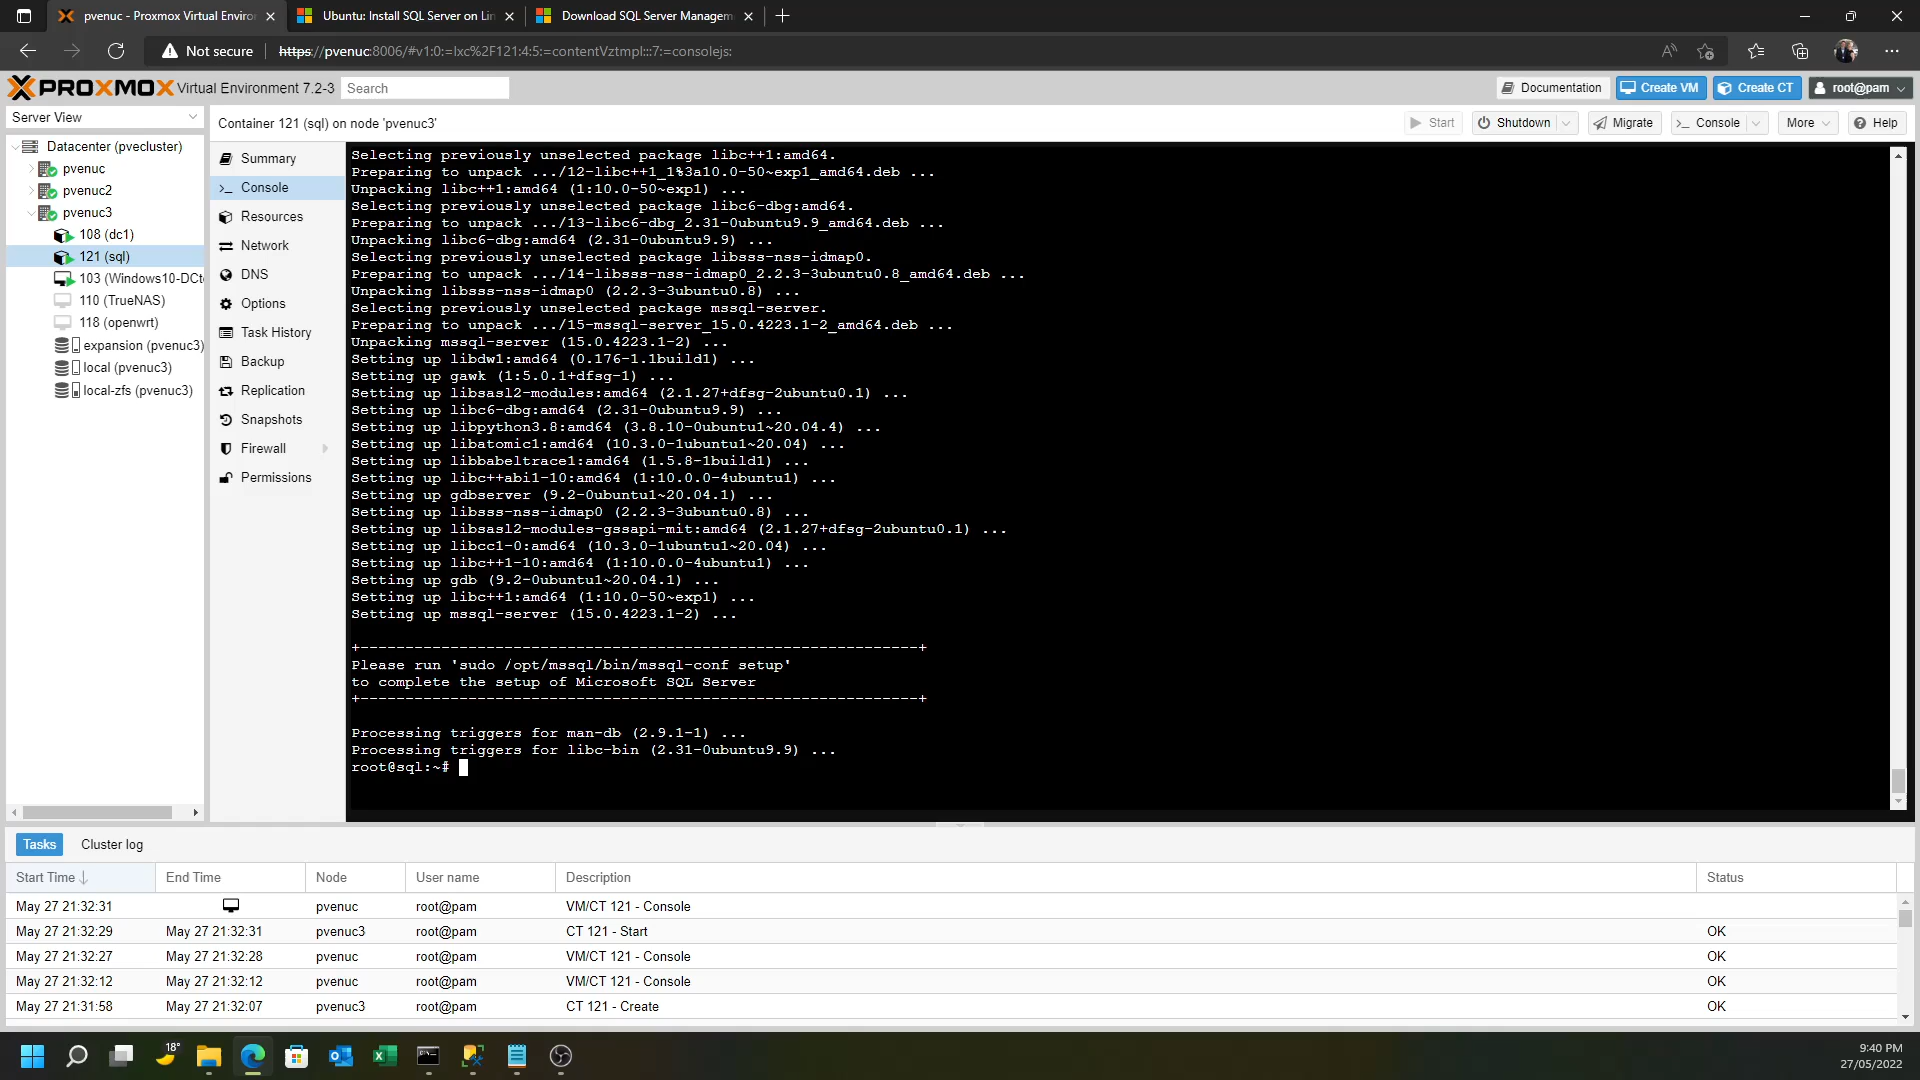 pvenuc - Proxmox Virtual Enviro
Ubuntu: Install SQL Server on Lin
Download SQL Server Managem
Not secure
https://pvenuc:8006/#v1:0:=lxc%2F121:4:5:=contentVztmpl:::7:=consolejs:
PROXMOX Virtual Environment 7.2-3
Search
Documentation
Create VM
Create CT
root@pam
Server View
Container 121 (sql) on node 'pvenuc3'
Start
Shutdown
Migrate
Console
More
Help
Datacenter (pvecluster)
pvenuc
pvenuc2
pvenuc3
108 (dc1)
121 (sql)
103 (Windows10-DCt
110 (TrueNAS)
118 (openwrt)
expansion (pvenuc3)
local (pvenuc3)
local-zfs (pvenuc3)
Summary
Console
Resources
Network
DNS
Options
Task History
Backup
Replication
Snapshots
Firewall
Permissions
Selecting previously unselected package libc++1:amd64.
Preparing to unpack .../12-libc++1_1%3a10.0-50~exp1_amd64.deb ...
Unpacking libc++1:amd64 (1:10.0-50~exp1) ...
Selecting previously unselected package libc6-dbg:amd64.
Preparing to unpack .../13-libc6-dbg_2.31-0ubuntu9.9_amd64.deb ...
Unpacking libc6-dbg:amd64 (2.31-0ubuntu9.9) ...
Selecting previously unselected package libsss-nss-idmap0.
Preparing to unpack .../14-libsss-nss-idmap0_2.2.3-3ubuntu0.8_amd64.deb ...
Unpacking libsss-nss-idmap0 (2.2.3-3ubuntu0.8) ...
Selecting previously unselected package mssql-server.
Preparing to unpack .../15-mssql-server_15.0.4223.1-2_amd64.deb ...
Unpacking mssql-server (15.0.4223.1-2) ...
Setting up libdw1:amd64 (0.176-1.1build1) ...
Setting up gawk (1:5.0.1+dfsg-1) ...
Setting up libsasl2-modules:amd64 (2.1.27+dfsg-2ubuntu0.1) ...
Setting up libc6-dbg:amd64 (2.31-0ubuntu9.9) ...
Setting up libpython3.8:amd64 (3.8.10-0ubuntu1~20.04.4) ...
Setting up libatomic1:amd64 (10.3.0-1ubuntu1~20.04) ...
Setting up libbabeltrace1:amd64 (1.5.8-1build1) ...
Setting up libc++abi1-10:amd64 (1:10.0.0-4ubuntu1) ...
Setting up gdbserver (9.2-0ubuntu1~20.04.1) ...
Setting up libsss-nss-idmap0 (2.2.3-3ubuntu0.8) ...
Setting up libsasl2-modules-gssapi-mit:amd64 (2.1.27+dfsg-2ubuntu0.1) ...
Setting up libcc1-0:amd64 (10.3.0-1ubuntu1~20.04) ...
Setting up libc++1-10:amd64 (1:10.0.0-4ubuntu1) ...
Setting up gdb (9.2-0ubuntu1~20.04.1) ...
Setting up libc++1:amd64 (1:10.0-50~exp1) ...
Setting up mssql-server (15.0.4223.1-2) ...
+--------------------------------------------------------------+
Please run 'sudo /opt/mssql/bin/mssql-conf setup'
to complete the setup of Microsoft SQL Server
+--------------------------------------------------------------+
Processing triggers for man-db (2.9.1-1) ...
Processing triggers for libc-bin (2.31-0ubuntu9.9) ...
root@sql:~#
Tasks
Cluster log
Start Time
End Time
Node
User name
Description
Status
May 27 21:32:31 pvenuc root@pam VM/CT 121 - Console
May 27 21:32:29 May 27 21:32:31 pvenuc3 root@pam CT 121 - Start OK
May 27 21:32:27 May 27 21:32:28 pvenuc root@pam VM/CT 121 - Console OK
May 27 21:32:12 May 27 21:32:12 pvenuc root@pam VM/CT 121 - Console OK
May 27 21:31:58 May 27 21:32:07 pvenuc3 root@pam CT 121 - Create OK
18°
9:40 PM
27/05/2022